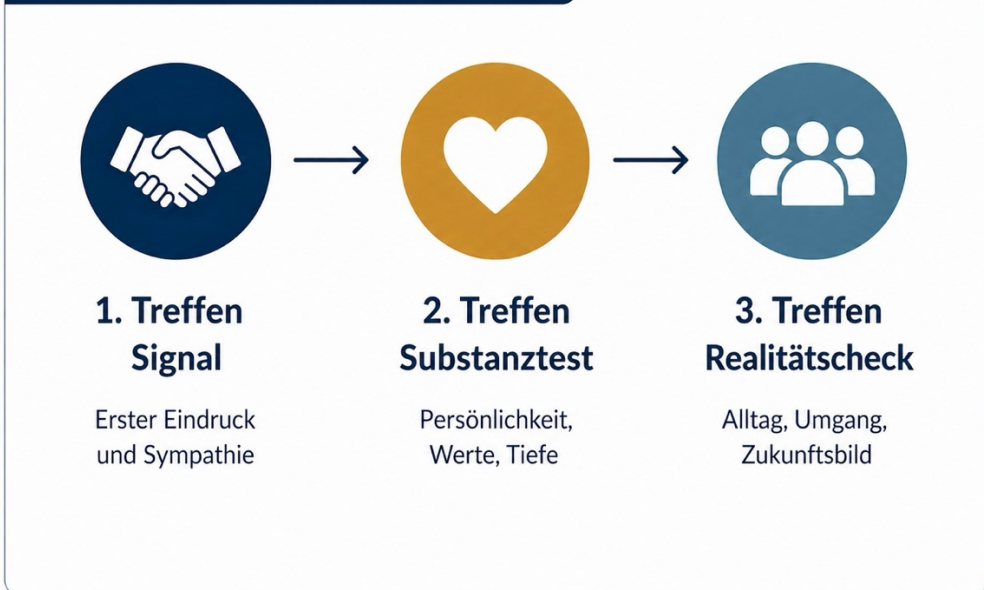 1. Treffen
Signal
Erster Eindruck
und Sympathie
2. Treffen
Substanztest
Persönlichkeit,
Werte, Tiefe
3. Treffen
Realitätscheck
Alltag, Umgang,
Zukunftsbild